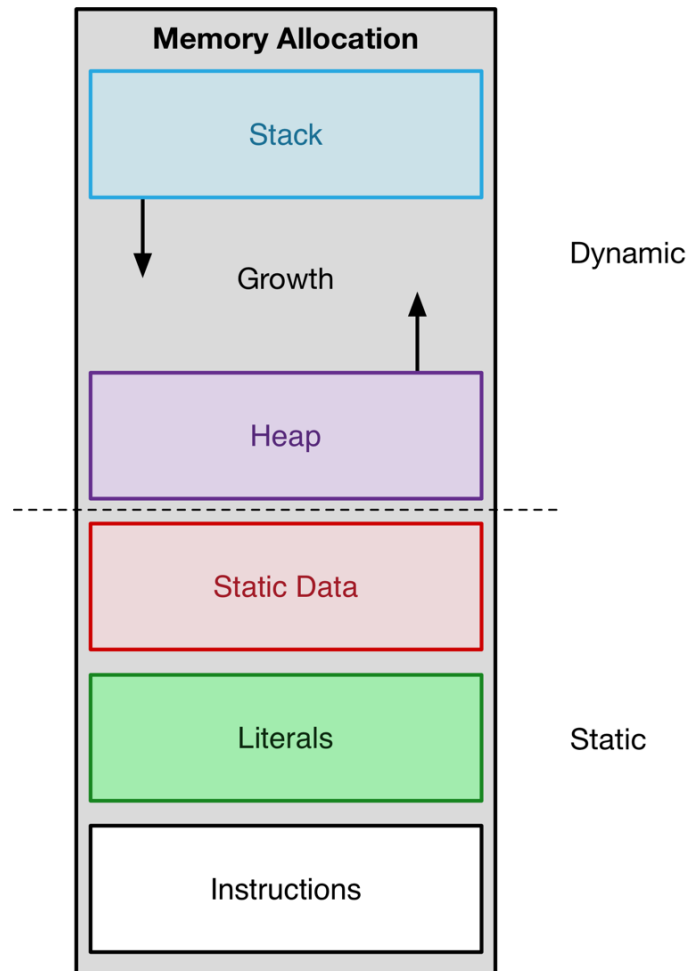 Memory Allocation
Stack
Dynamic
Growth
Heap
Static Data
Literals
Static
Instructions